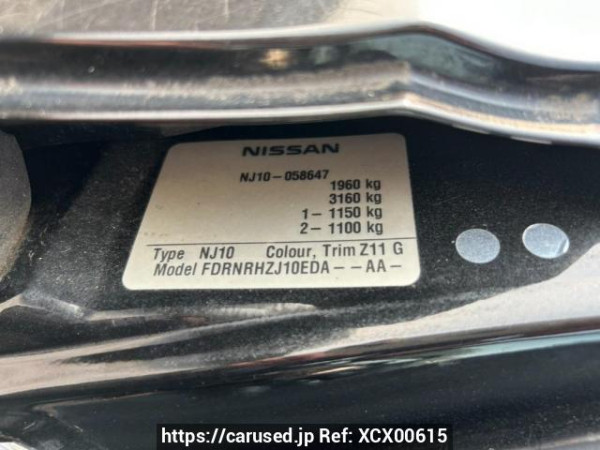 NISSAN
NJ10-058647
1960 kg
3160 kg
1- 1150 kg
2- 1100 kg
Type NJ10 Colour, Trim Z11 G
Model FDRNRHZJ10EDA--AA-
https://carused.jp Ref: XCX00615